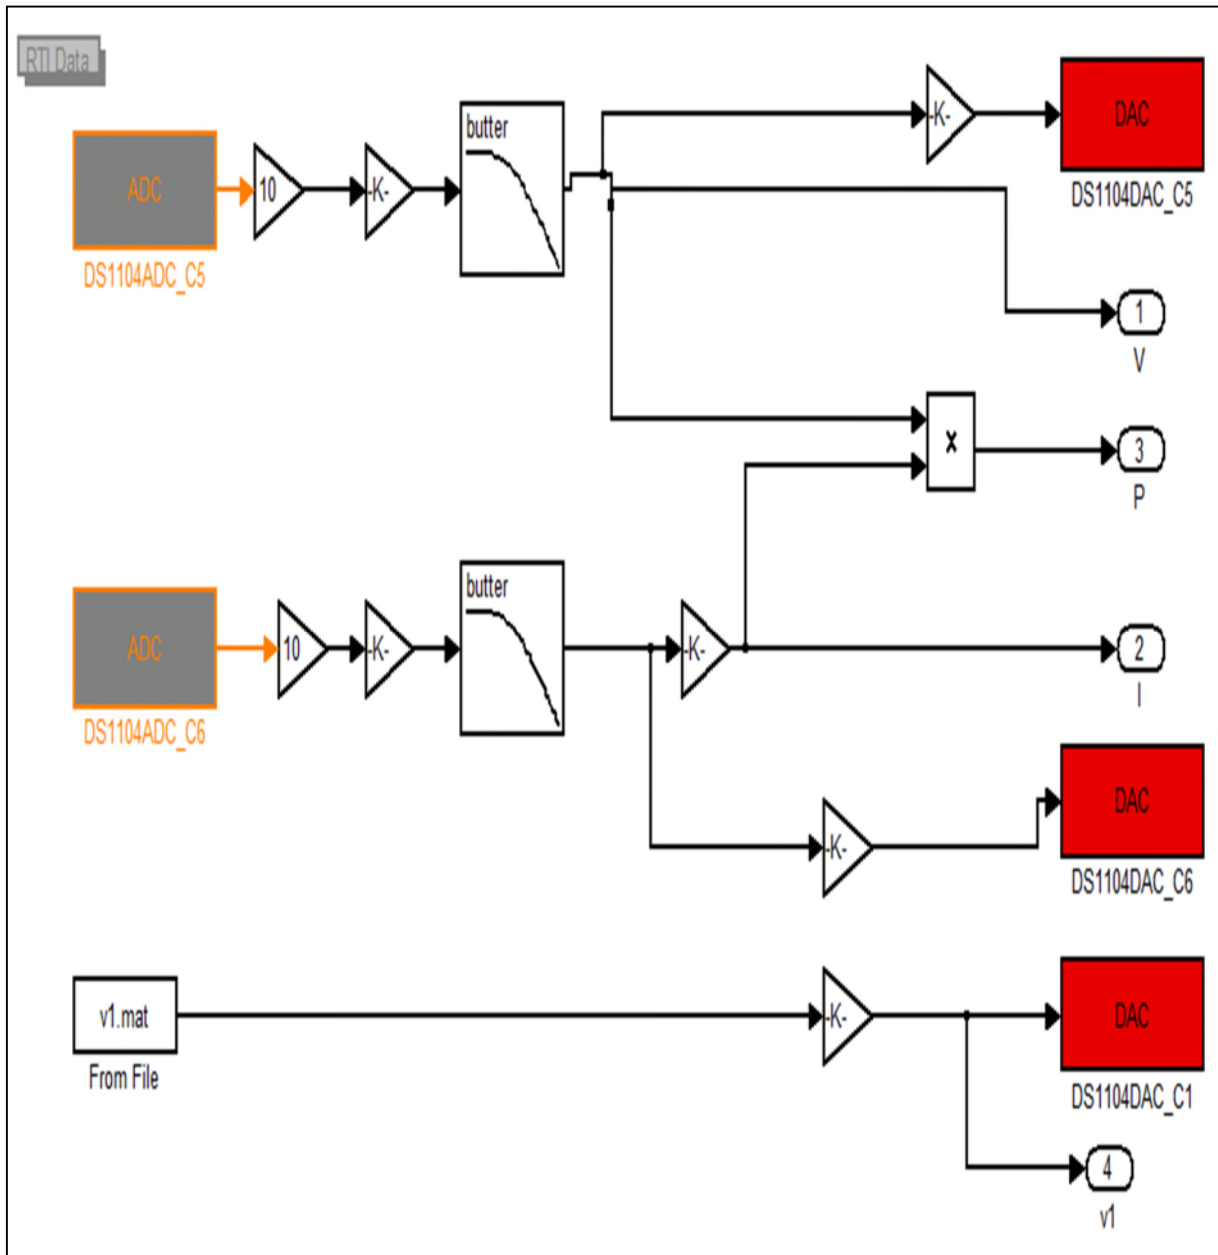 RTI Data
butter
-K-
DAC
DS1104DAC_C5
ADC
10
-K-
DS1104ADC_C5
1
V
x
3
P
butter
ADC
10
-K-
-K-
2
I
DS1104ADC_C6
DAC
-K-
DS1104DAC_C6
v1.mat
From File
-K-
DAC
DS1104DAC_C1
4
v1